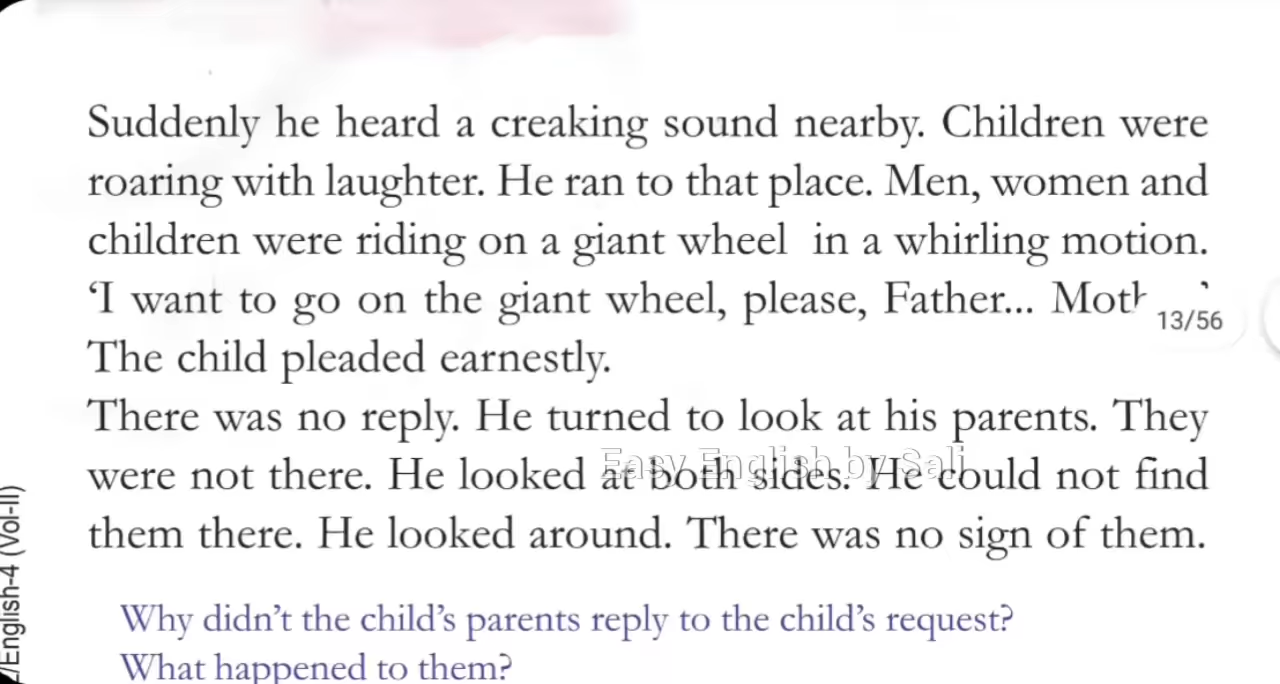 Suddenly he heard a creaking sound nearby. Children were
roaring with laughter. He ran to that place. Men, women and
children were riding on a giant wheel in a whirling motion.
‘I want to go on the giant wheel, please, Father...
13/56
The child pleaded earnestly.
There was no reply. He turned to look at his parents. They
were not there. He looked at both sides. He could not find
Easy English by Sali
them there. He looked around. There was no sign of them.
Why didn’t the child’s parents reply to the child’s request?
What happened to them?
/English-4 (Vol-II)